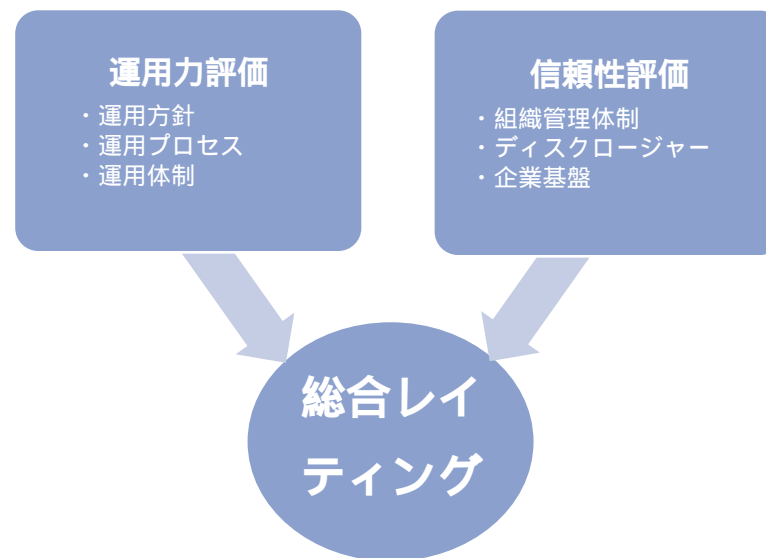 運用力評価
・運用方針
・運用プロセス
・運用体制
信頼性評価
・組織管理体制
・ディスクロージャー
・企業基盤
総合レイ
ティング